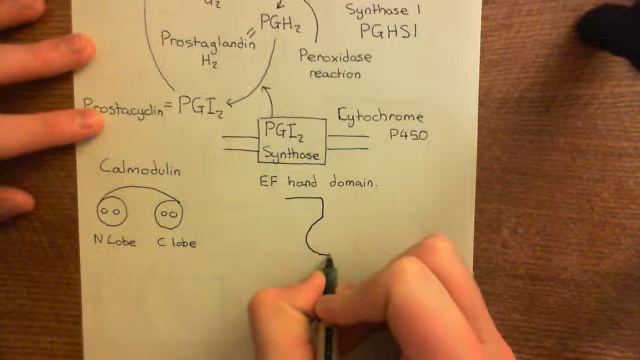 G2
Synthase 1
PGHS1
PGH2
Prostaglandin =
H2
Peroxidase
reaction
Prostacyclin = PGI2
PGI2
Synthase
Cytochrome
P450
Calmodulin
EF hand domain.
N Lobe
C lobe